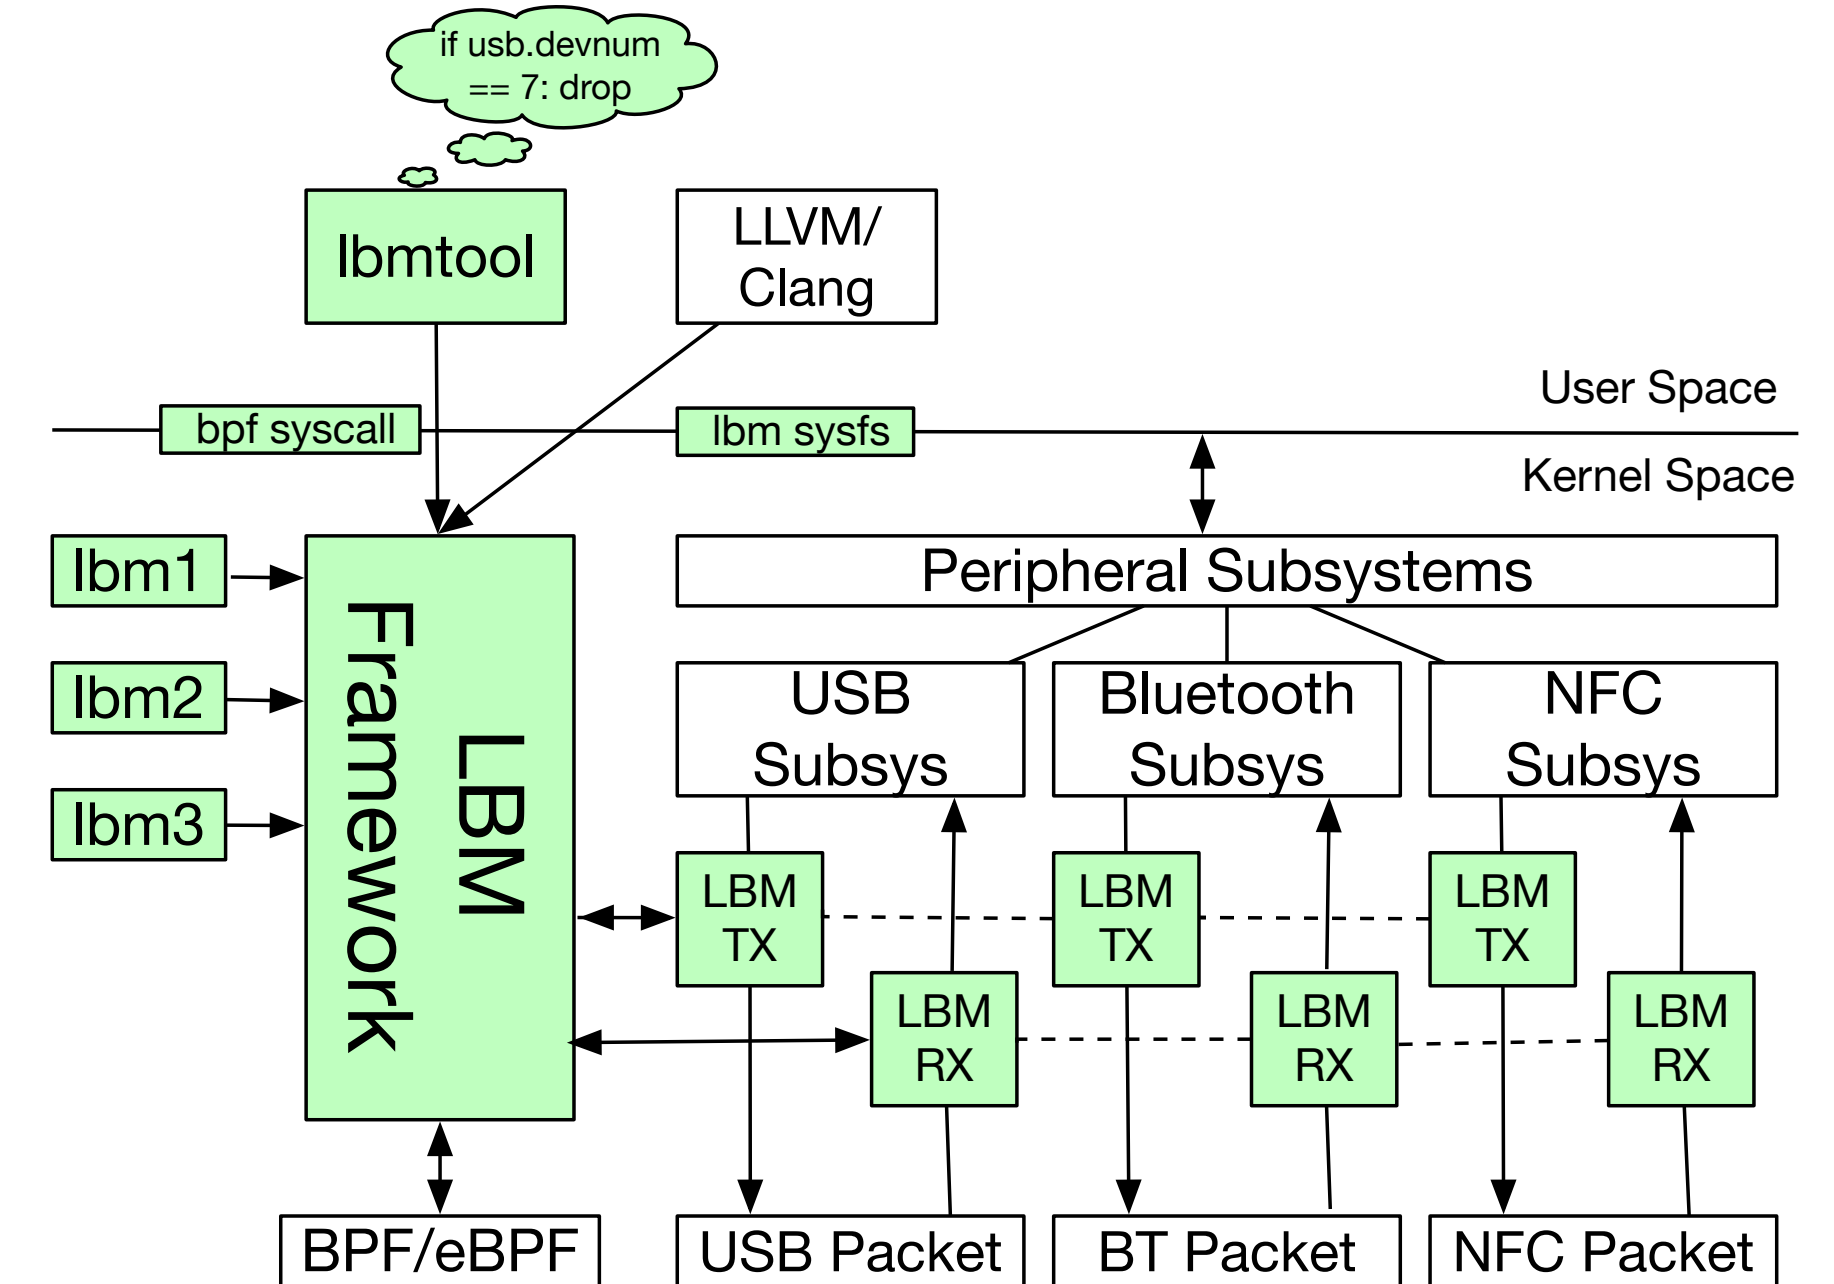 if usb.devnum
== 7: drop
lbmtool
LLVM/
Clang
User Space
bpf syscall
lbm sysfs
Kernel Space
lbm1
lbm2
lbm3
LBM
Framework
Peripheral Subsystems
USB
Subsys
Bluetooth
Subsys
NFC
Subsys
LBM
TX
LBM
TX
LBM
TX
LBM
RX
LBM
RX
LBM
RX
BPF/eBPF
USB Packet
BT Packet
NFC Packet